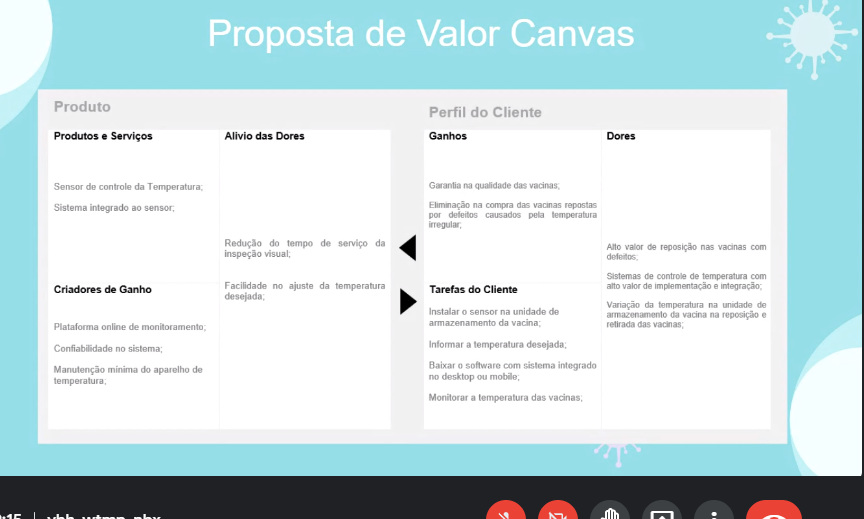 Proposta de Valor Canvas
Produto
Produtos e Serviços
Sensor de controle da Temperatura;
Sistema integrado ao sensor;
Criadores de Ganho
Plataforma online de monitoramento;
Confiabilidade no sistema;
Manutenção mínima do aparelho de
temperatura;
Alivio das Dores
Redução do tempo de serviço da
inspeção visual;
Facilidade no ajuste da temperatura
desejada;
Perfil do Cliente
Ganhos
Garantia na qualidade das vacinas;
Eliminação na compra das vacinas repostas
por defeitos causados pela temperatura
irregular;
Tarefas do Cliente
Instalar o sensor na unidade de
armazenamento da vacina;
Informar a temperatura desejada;
Baixar o software com sistema integrado
no desktop ou mobile;
Monitorar a temperatura das vacinas;
Dores
Alto valor de reposição nas vacinas com
defeitos;
Sistemas de controle de temperatura com
alto valor de implementação e integração;
Variação da temperatura na unidade de
armazenamento da vacina na reposição e
retirada das vacinas;